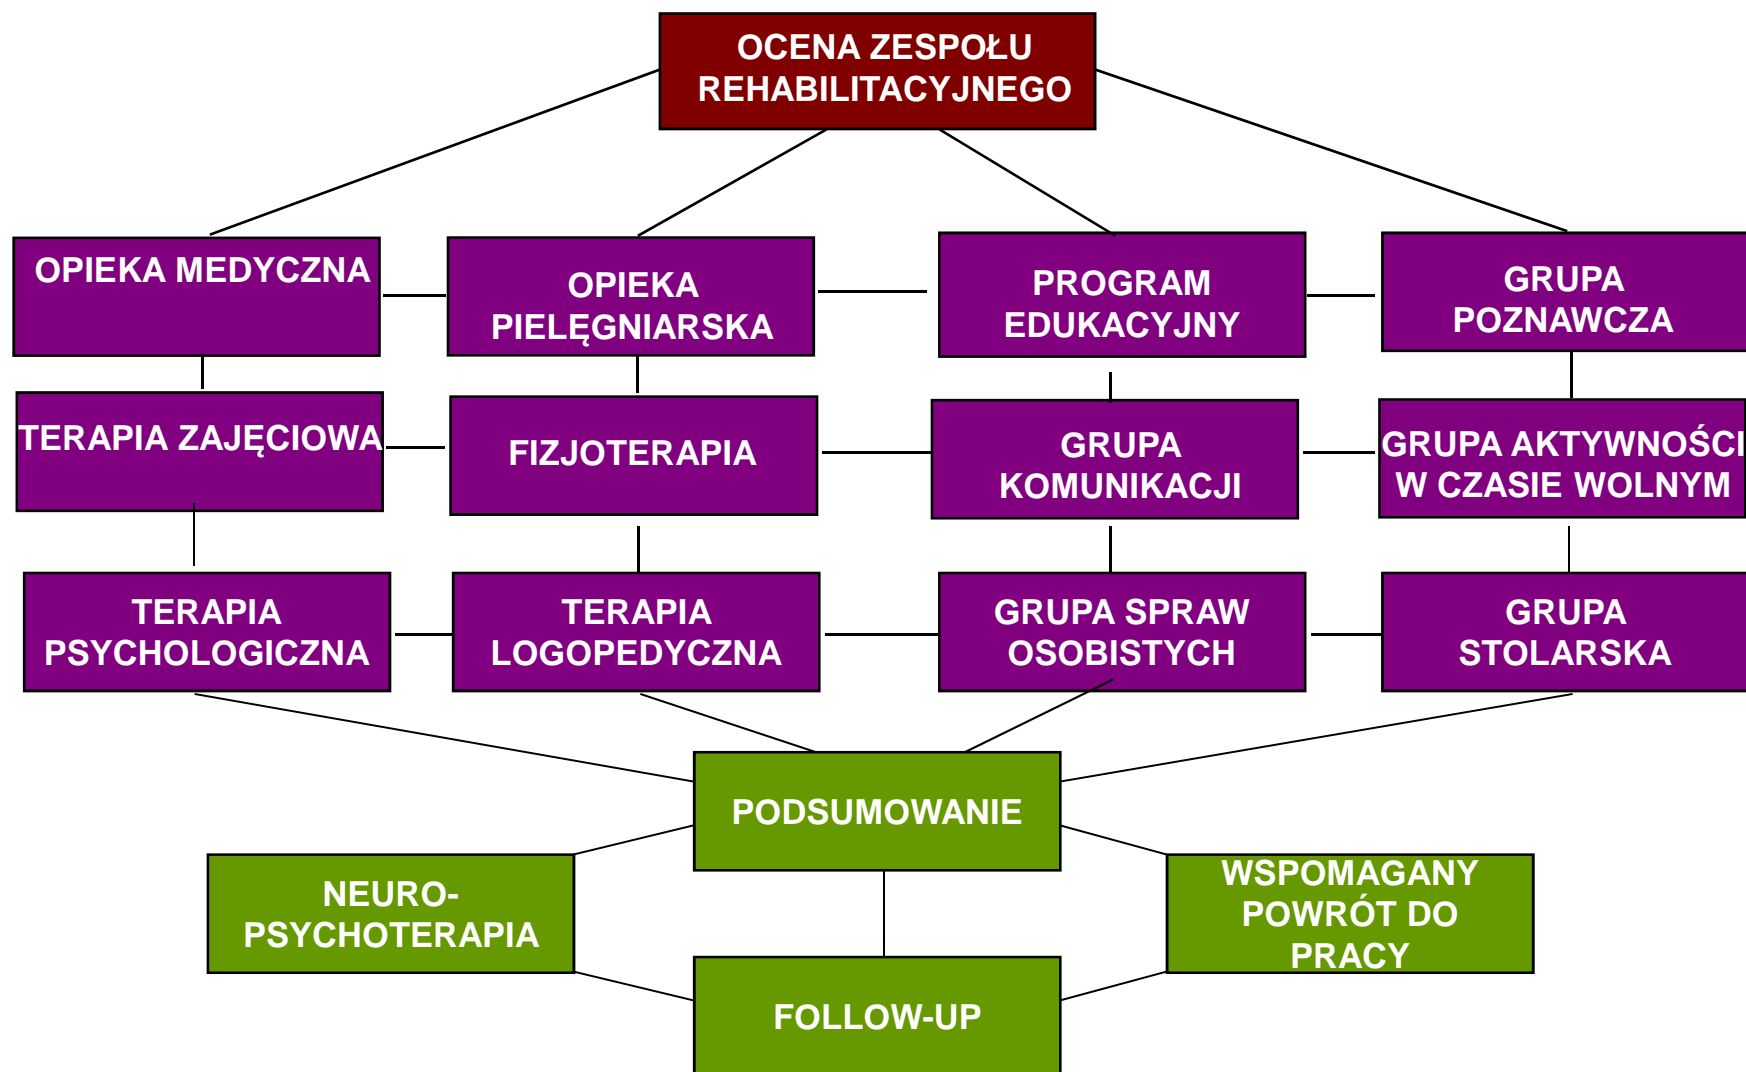 OCENA ZESPOŁU
REHABILITACYJNEGO
OPIEKA MEDYCZNA
OPIEKA
PIELĘGNIARSKA
PROGRAM
EDUKACYJNY
GRUPA
POZNAWCZA
TERAPIA ZAJĘCIOWA
FIZJOTERAPIA
GRUPA
KOMUNIKACJI
GRUPA AKTYWNOŚCI
W CZASIE WOLNYM
TERAPIA
PSYCHOLOGICZNA
TERAPIA
LOGOPEDYCZNA
GRUPA SPRAW
OSOBISTYCH
GRUPA
STOLARSKA
PODSUMOWANIE
NEURO-
PSYCHOTERAPIA
WSPOMAGANY
POWRÓT DO
PRACY
FOLLOW-UP